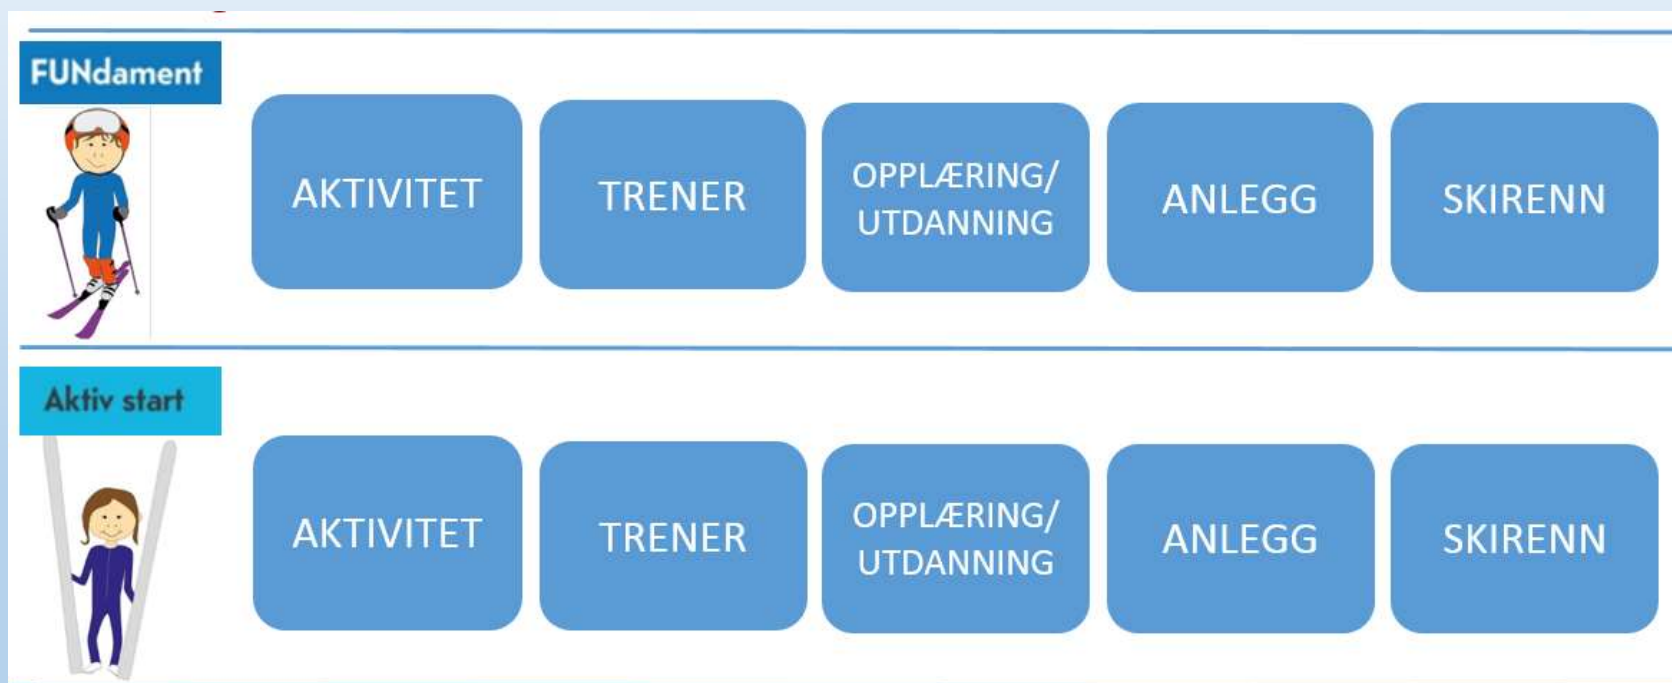 FUNdament
AKTIVITET
TRENER
OPPLÆRING/
UTDANNING
ANLEGG
SKIRENN
Aktiv start
AKTIVITET
TRENER
OPPLÆRING/
UTDANNING
ANLEGG
SKIRENN